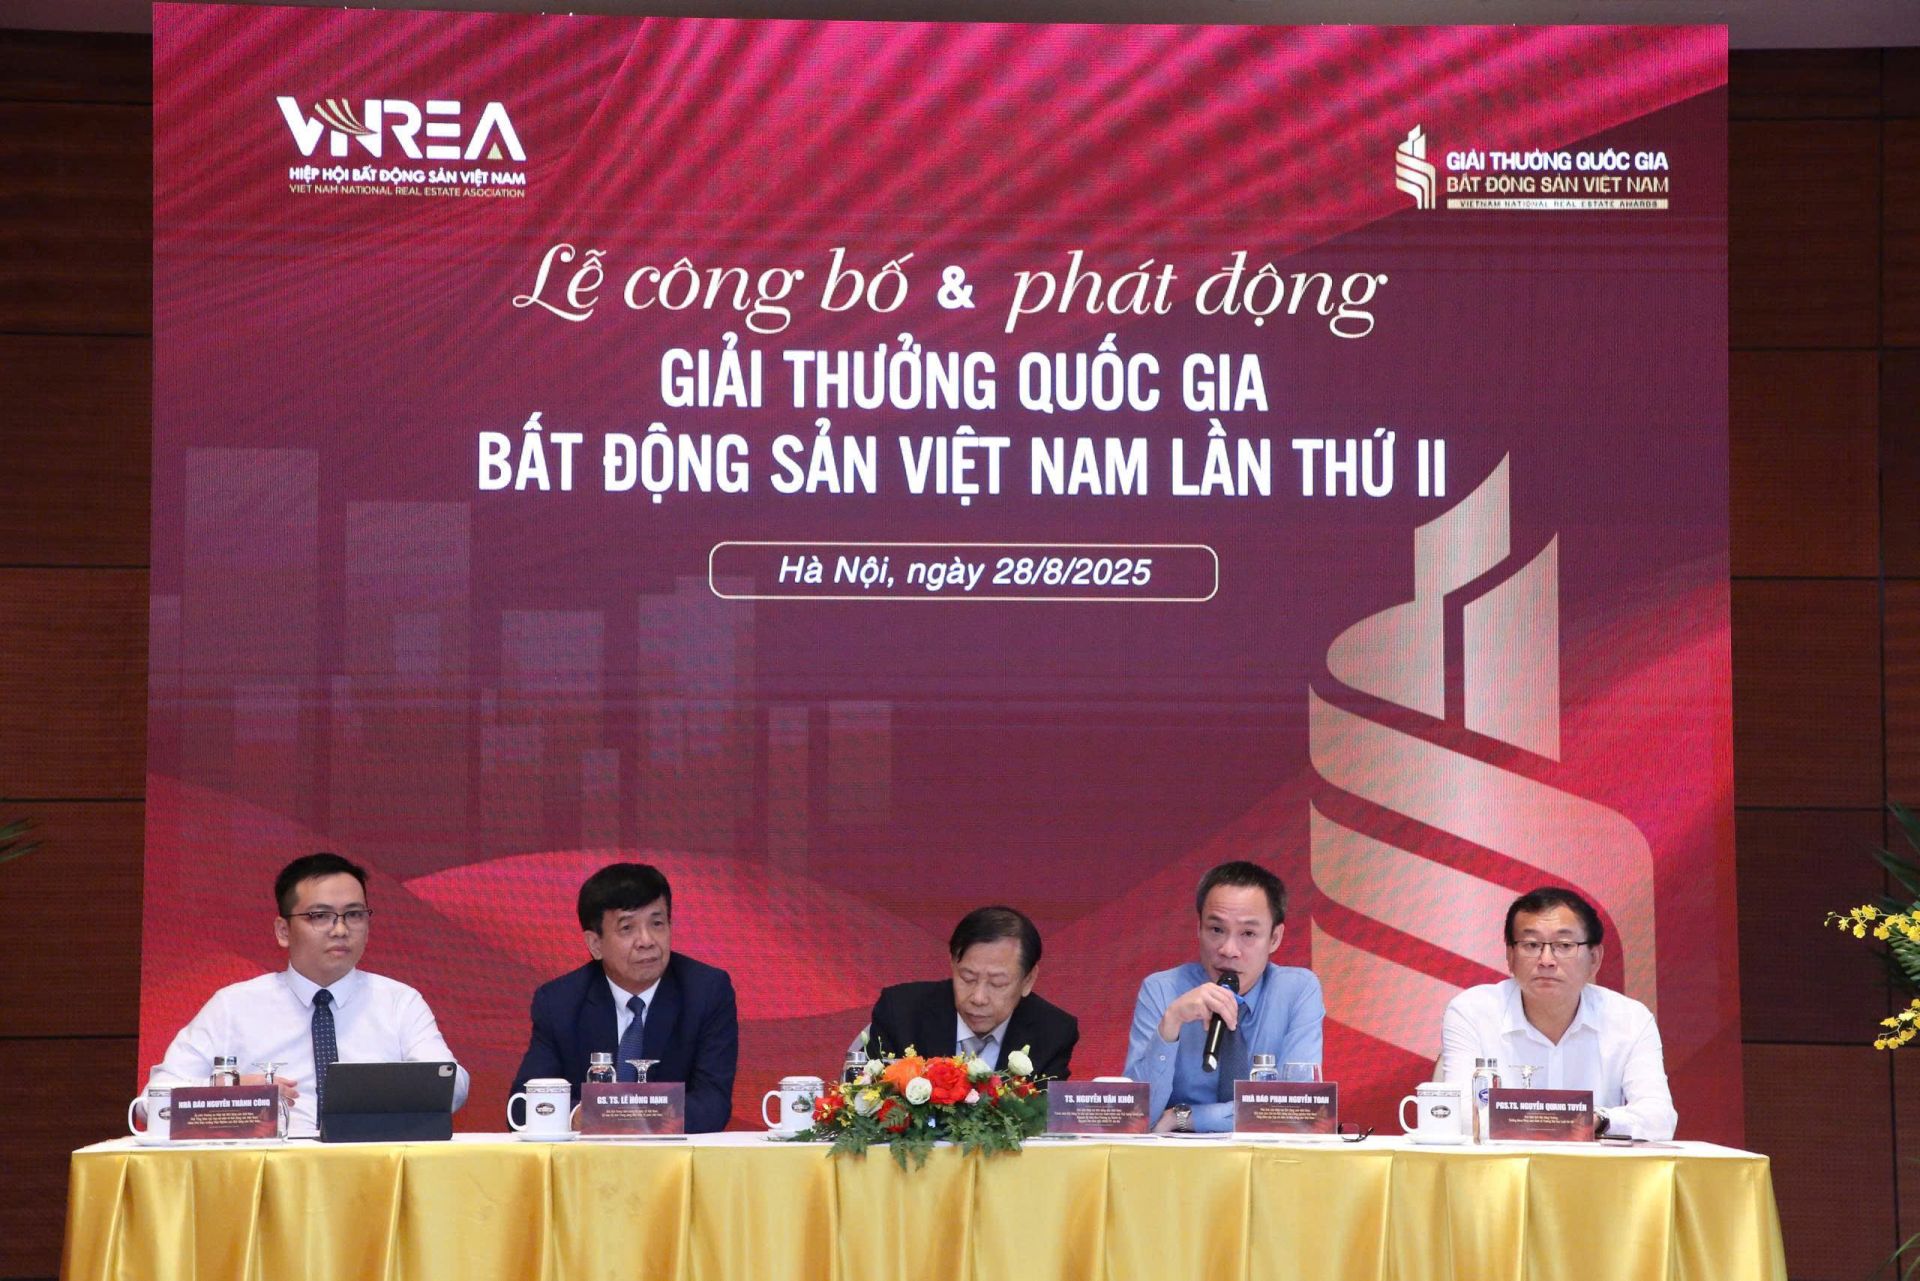 VNREA
HIỆP HỘI BẤT ĐỘNG SẢN VIỆT NAM
VIET NAM NATIONAL REAL ESTATE ASOCIATION
GIẢI THƯỞNG QUỐC GIA
BẤT ĐỘNG SẢN VIỆT NAM
VIETNAM NATIONAL REAL ESTATE AWARDS
Lễ công bố & phát động
GIẢI THƯỞNG QUỐC GIA
BẤT ĐỘNG SẢN VIỆT NAM LẦN THỨ II
Hà Nội, ngày 28/8/2025
NHÀ BÁO NGUYỄN THÀNH CÔNG
GS. TS. LÊ HỒNG HẠNH
TS. NGUYỄN VĂN KHÔI
NHÀ BÁO PHẠM NGUYỄN TOAN
PGS.TS. NGUYỄN QUANG TUYẾN